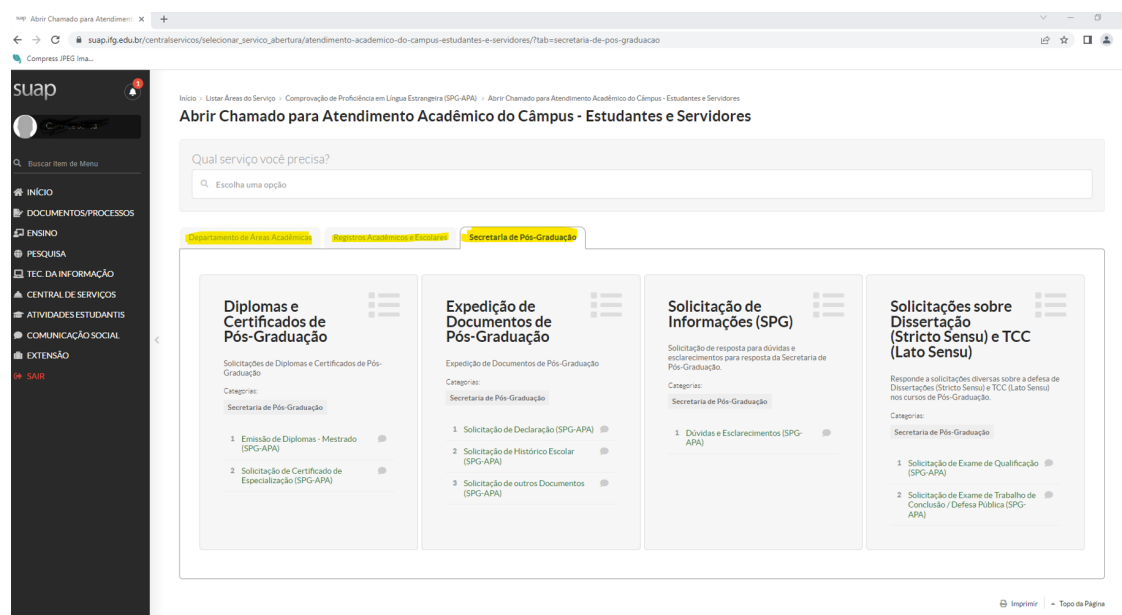 suap Abrir Chamado para Atendimen
suap.ifg.edu.br/centralservicos/selecionar_servico_abertura/atendimento-academico-do-campus-estudantes-e-servidores/?tab=secretaria-de-pos-graduacao
Compress JPEG Ima...
suap
1
Buscar Item de Menu
INÍCIO
DOCUMENTOS/PROCESSOS
ENSINO
PESQUISA
TEC. DA INFORMAÇÃO
CENTRAL DE SERVIÇOS
ATIVIDADES ESTUDANTIS
COMUNICAÇÃO SOCIAL
EXTENSÃO
SAIR
Início › Listar Áreas do Serviço › Comprovação de Proficiência em Língua Estrangeira (SPG-APA) › Abrir Chamado para Atendimento Acadêmico do Câmpus - Estudantes e Servidores
Abrir Chamado para Atendimento Acadêmico do Câmpus - Estudantes e Servidores
Qual serviço você precisa?
Escolha uma opção
Departamento de Áreas Acadêmicas Registros Acadêmicos e Escolares Secretaria de Pós-Graduação
Diplomas e
Certificados de
Pós-Graduação
Solicitações de Diplomas e Certificados de Pós-
Graduação
Categorias:
Secretaria de Pós-Graduação
1 Emissão de Diplomas - Mestrado
(SPG-APA)
2 Solicitação de Certificado de
Especialização (SPG-APA)
Expedição de
Documentos de
Pós-Graduação
Expedição de Documentos de Pós-Graduação
Categorias:
Secretaria de Pós-Graduação
1 Solicitação de Declaração (SPG-APA)
2 Solicitação de Histórico Escolar
(SPG-APA)
3 Solicitação de outros Documentos
(SPG-APA)
Solicitação de
Informações (SPG)
Solicitação de resposta para dúvidas e
esclarecimentos para resposta da Secretaria de
Pós-Graduação.
Categorias:
Secretaria de Pós-Graduação
1 Dúvidas e Esclarecimentos (SPG-
APA)
Solicitações sobre
Dissertação
(Stricto Sensu) e TCC
(Lato Sensu)
Responde a solicitações diversas sobre a defesa de
Dissertações (Stricto Sensu) e TCC (Lato Sensu)
nos cursos de Pós-Graduação.
Categorias:
Secretaria de Pós-Graduação
1 Solicitação de Exame de Qualificação
(SPG-APA)
2 Solicitação de Exame de Trabalho de
Conclusão / Defesa Pública (SPG-
APA)
Imprimir Topo da Página